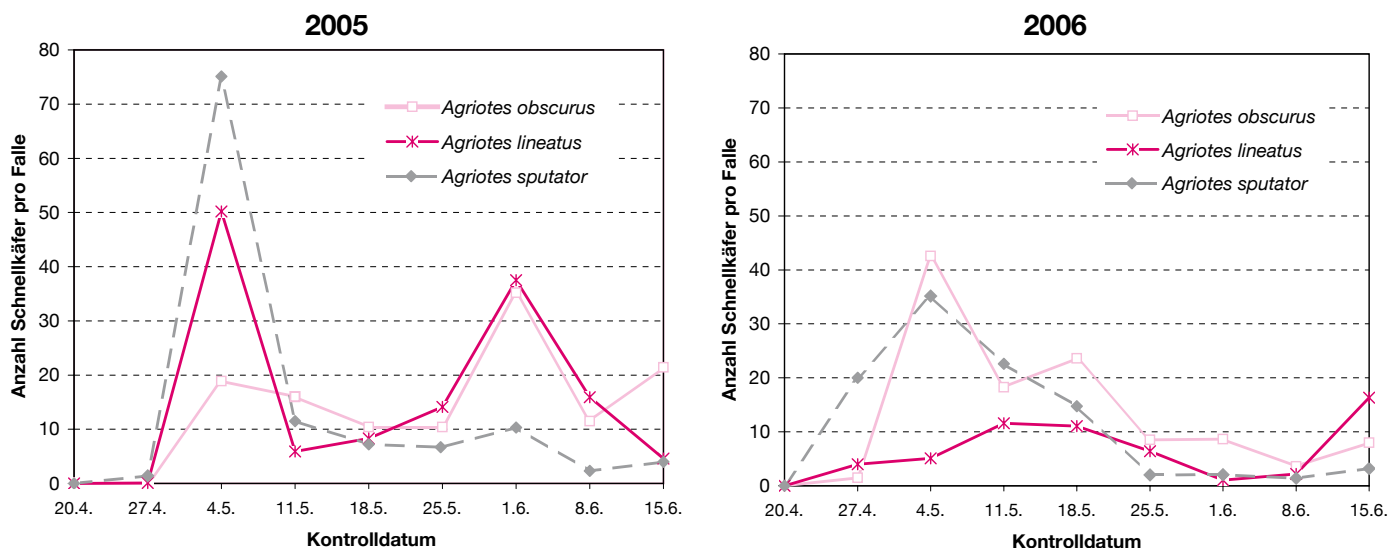 2005
Anzahl Schnellkäfer pro Falle
80
70
60
50
40
30
20
10
0
Agriotes obscurus
Agriotes lineatus
Agriotes sputator
20.4. 27.4. 4.5. 11.5. 18.5. 25.5. 1.6. 8.6. 15.6.
Kontrolldatum
2006
Anzahl Schnellkäfer pro Falle
80
70
60
50
40
30
20
10
0
Agriotes obscurus
Agriotes lineatus
Agriotes sputator
20.4. 27.4. 4.5. 11.5. 18.5. 25.5. 1.6. 8.6. 15.6.
Kontrolldatum